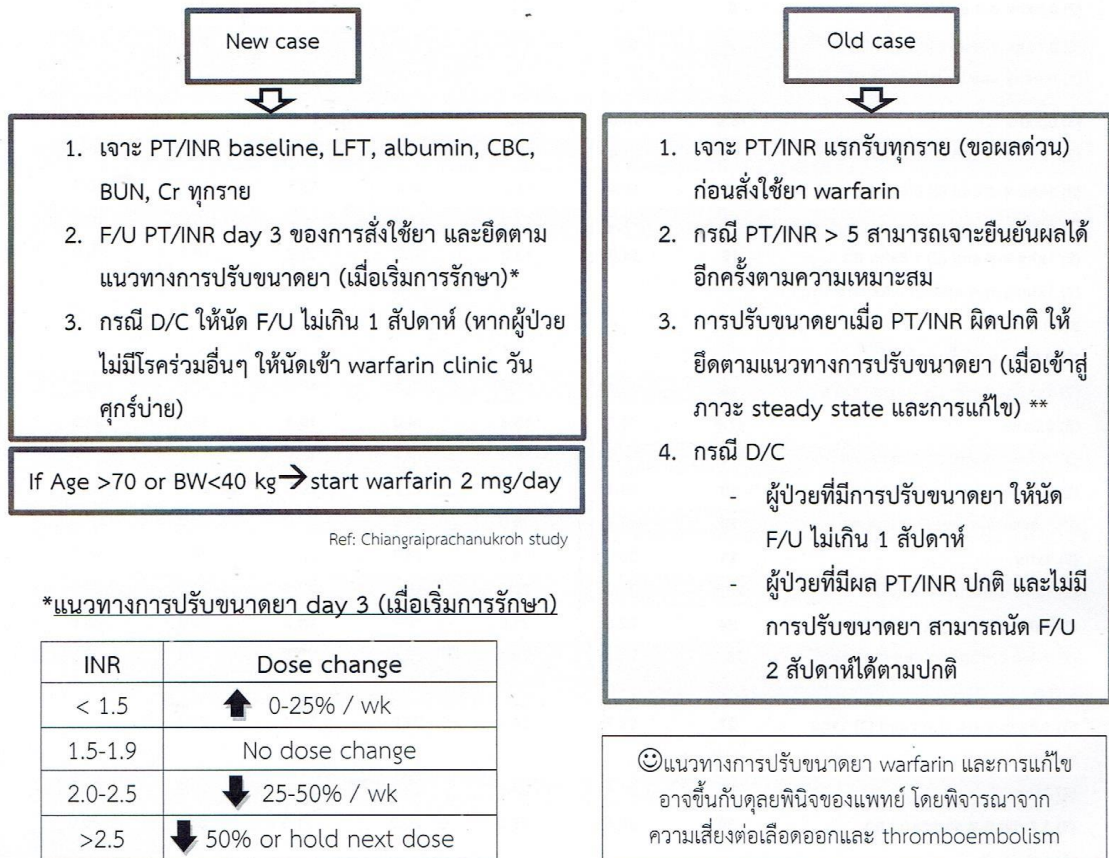 New case
1. เจาะ PT/INR baseline, LFT, albumin, CBC,
BUN, Cr ทุกราย
2. F/U PT/INR day 3 ของการสั่งใช้ยา และยึดตาม
แนวทางการปรับขนาดยา (เมื่อเริ่มการรักษา)*
3. กรณี D/C ให้นัด F/U ไม่เกิน 1 สัปดาห์ (หากผู้ป่วย
ไม่มีโรคร่วมอื่นๆ ให้นัดเข้า warfarin clinic วัน
ศุกร์บ่าย)
If Age >70 or BW<40 kg→start warfarin 2 mg/day
Ref: Chiangraiprachanukroh study
*แนวทางการปรับขนาดยา day 3 (เมื่อเริ่มการรักษา)
INR Dose change
< 1.5 ⬆ 0-25% / wk
1.5-1.9 No dose change
2.0-2.5 ⬇ 25-50% / wk
>2.5 ⬇ 50% or hold next dose
Old case
1. เจาะ PT/INR แรกรับทุกราย (ขอผลด่วน)
ก่อนสั่งใช้ยา warfarin
2. กรณี PT/INR > 5 สามารถเจาะยืนยันผลได้
อีกครั้งตามความเหมาะสม
3. การปรับขนาดยาเมื่อ PT/INR ผิดปกติ ให้
ยึดตามแนวทางการปรับขนาดยา (เมื่อเข้าสู่
ภาวะ steady state และการแก้ไข) **
4. กรณี D/C
- ผู้ป่วยที่มีการปรับขนาดยา ให้นัด
F/U ไม่เกิน 1 สัปดาห์
- ผู้ป่วยที่มีผล PT/INR ปกติ และไม่มี
การปรับขนาดยา สามารถนัด F/U
2 สัปดาห์ได้ตามปกติ
☺แนวทางการปรับขนาดยา warfarin และการแก้ไข
อาจขึ้นกับดุลยพินิจของแพทย์ โดยพิจารณาจาก
ความเสี่ยงต่อเลือดออกและ thromboembolism